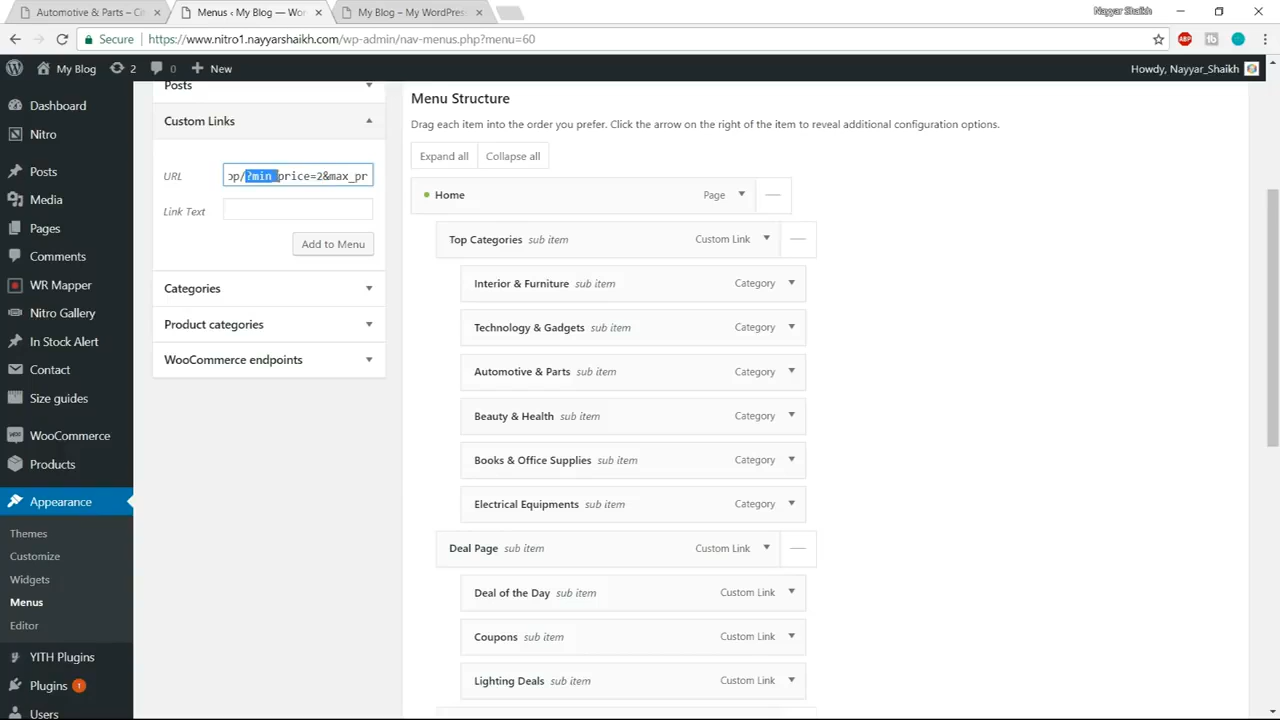 Automotive & Parts – Cit
Menus ‹ My Blog — Wor
My Blog – My WordPress
Nayyar Shaikh
Secure
https://www.nitro1.nayyarshaikh.com/wp-admin/nav-menus.php?menu=60
ABP
My Blog
2
0
New
Howdy, Nayyar_Shaikh
Dashboard
Nitro
Posts
Media
Pages
Comments
WR Mapper
Nitro Gallery
In Stock Alert
Contact
Size guides
WooCommerce
Products
Appearance
Themes
Customize
Widgets
Menus
Editor
YITH Plugins
Plugins 1
Users
Posts
Custom Links
URL
op/?min_price=2&max_pr
Link Text
Add to Menu
Categories
Product categories
WooCommerce endpoints
Menu Structure
Drag each item into the order you prefer. Click the arrow on the right of the item to reveal additional configuration options.
Expand all
Collapse all
Home Page
Top Categories sub item Custom Link
Interior & Furniture sub item Category
Technology & Gadgets sub item Category
Automotive & Parts sub item Category
Beauty & Health sub item Category
Books & Office Supplies sub item Category
Electrical Equipments sub item Category
Deal Page sub item Custom Link
Deal of the Day sub item Custom Link
Coupons sub item Custom Link
Lighting Deals sub item Custom Link